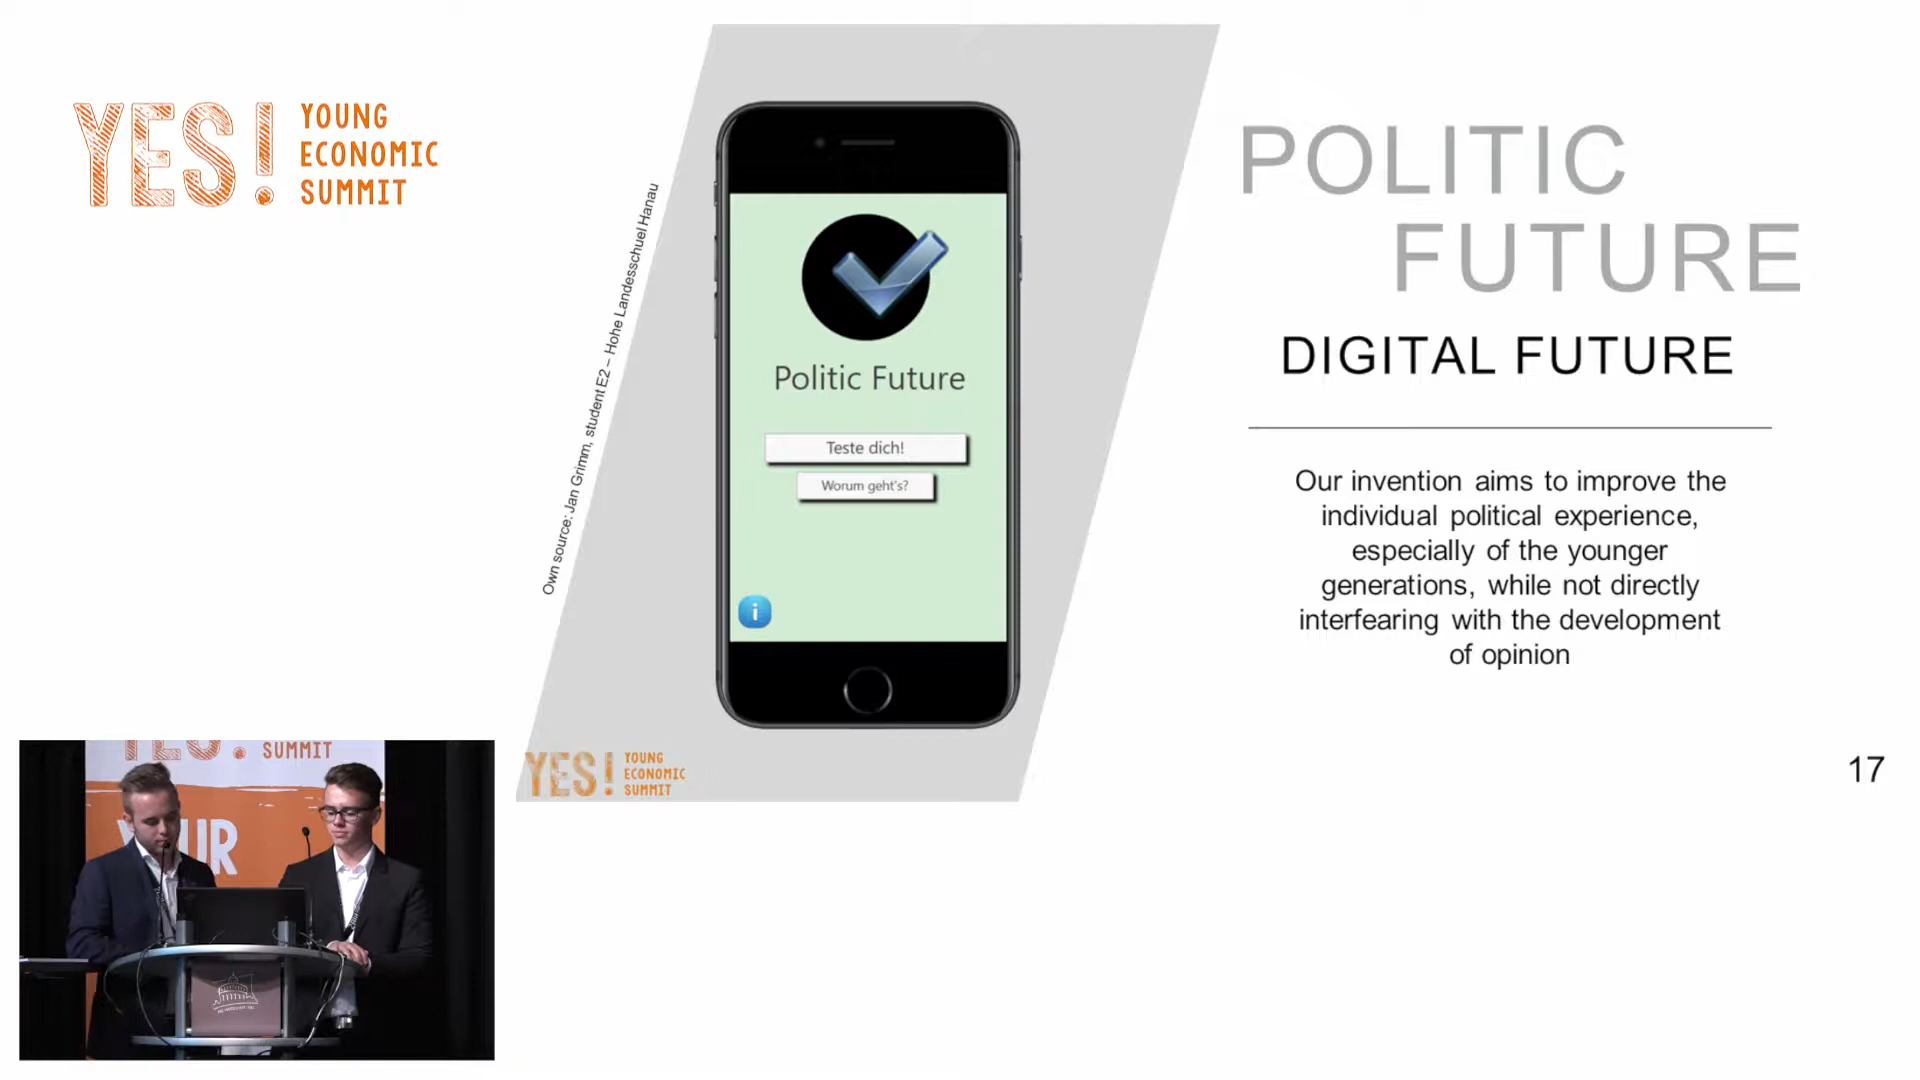 YES!
YOUNG
ECONOMIC
SUMMIT
Own source: Jan Grimm, student E2 – Hohe Landesschuel Hanau
Politic Future
Teste dich!
Worum geht's?
i
YES!
YOUNG
ECONOMIC
SUMMIT
POLITIC
FUTURE
DIGITAL FUTURE
Our invention aims to improve the
individual political experience,
especially of the younger
generations, while not directly
interfearing with the development
of opinion
17
SUMMIT